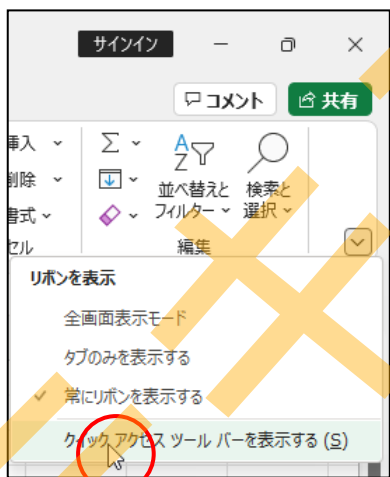 サインイン
コメント
共有
挿入
削除
並べ替えと
フィルター
検索と
選択
書式
セル
編集
リボンを表示
全画面表示モード
タブのみを表示する
常にリボンを表示する
クイック アクセス ツール バーを表示する (S)